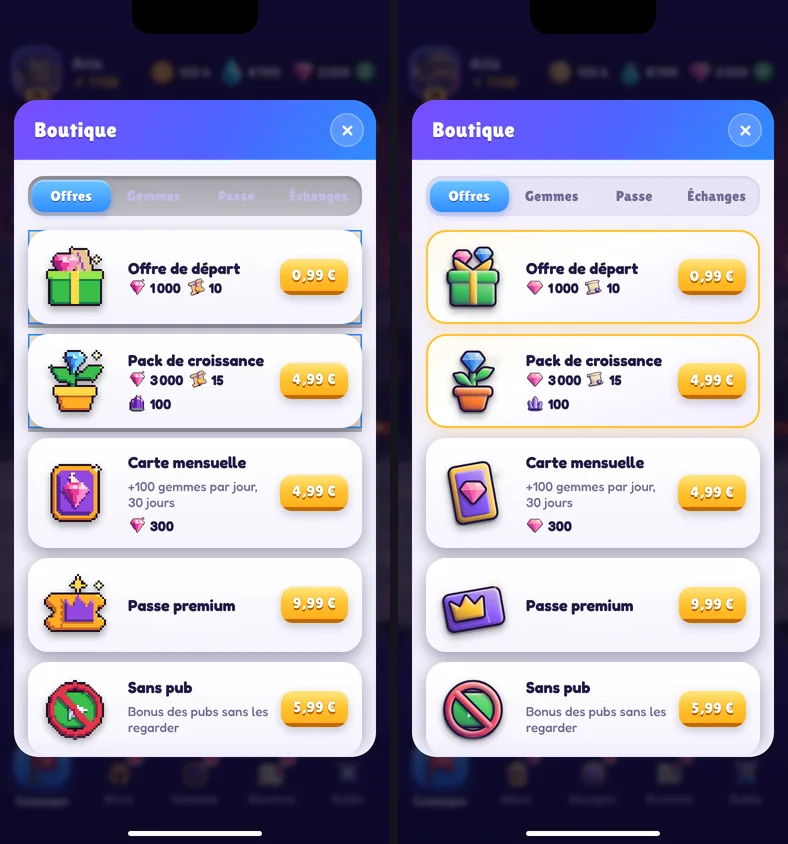 Boutique
Offres Gemmes Passe Échanges
Offre de départ
1000 10
0,99 €
Pack de croissance
3000 15
100
4,99 €
Carte mensuelle
+100 gemmes par jour,
30 jours
300
4,99 €
Passe premium
9,99 €
Sans pub
Bonus des pubs sans les
regarder
5,99 €
Boutique
Offres Gemmes Passe Échanges
Offre de départ
1000 10
0,99 €
Pack de croissance
3000 15
100
4,99 €
Carte mensuelle
+100 gemmes par jour,
30 jours
300
4,99 €
Passe premium
9,99 €
Sans pub
Bonus des pubs sans les
regarder
5,99 €